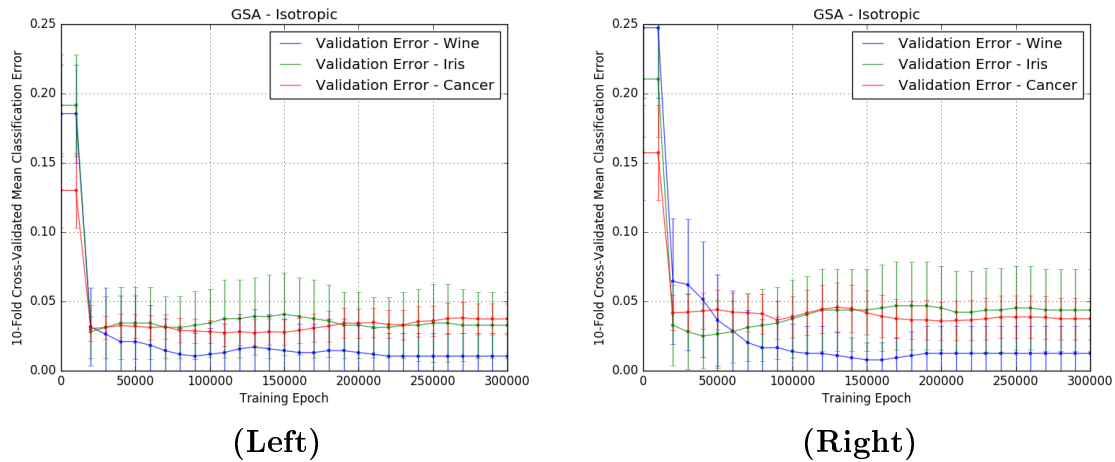 GSA - Isotropic
Validation Error - Wine
Validation Error - Iris
Validation Error - Cancer
10-Fold Cross-Validated Mean Classification Error
0.25
0.20
0.15
0.10
0.05
0.00
0 50000 100000 150000 200000 250000 300000
Training Epoch
(Left)
GSA - Isotropic
Validation Error - Wine
Validation Error - Iris
Validation Error - Cancer
10-Fold Cross-Validated Mean Classification Error
0.25
0.20
0.15
0.10
0.05
0.00
0 50000 100000 150000 200000 250000 300000
Training Epoch
(Right)